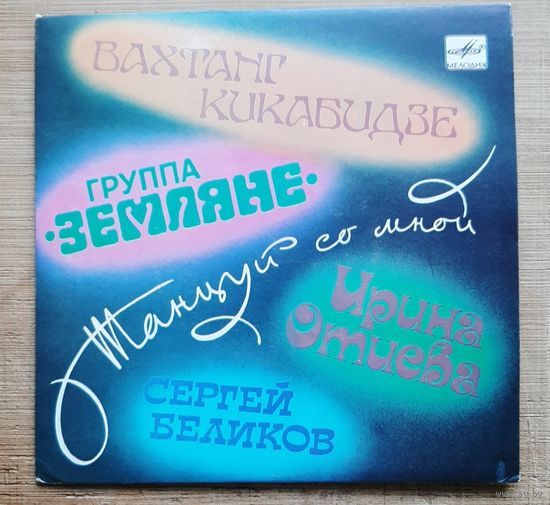 МЕЛОДИЯ
ВАХТАНГ
КИКАБИДЗЕ
ГРУППА
·ЗЕМЛЯНЕ·
Танцуй со мной
Ирина
Отиева
СЕРГЕЙ
БЕЛИКОВ